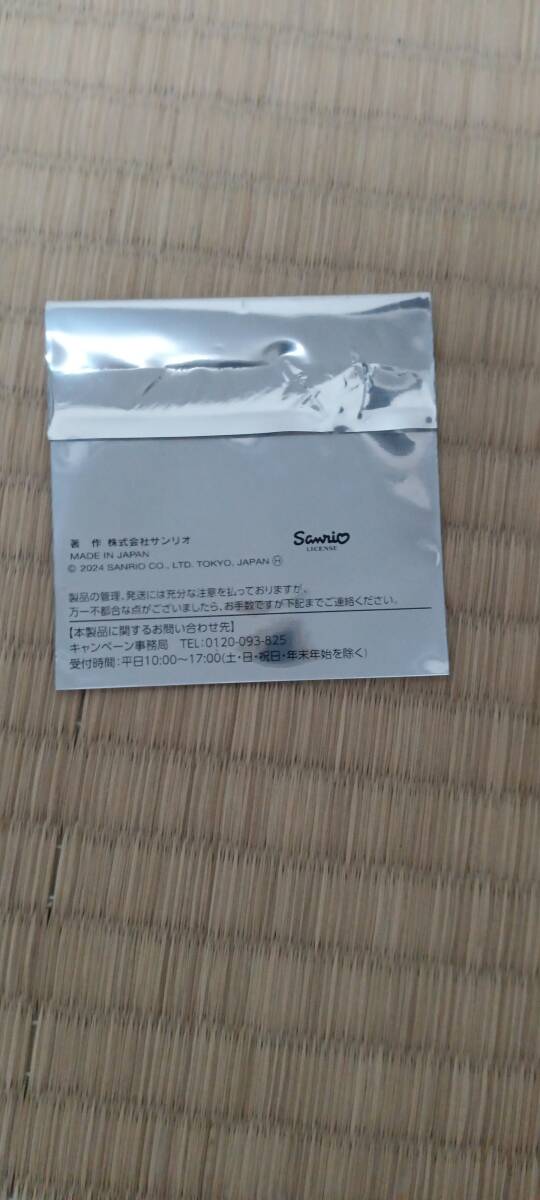 著　作 株式会社サンリオ
MADE IN JAPAN
© 2024 SANRIO CO., LTD. TOKYO, JAPAN Ⓗ
Sanrio
LICENSE
製品の管理、発送には充分な注意を払っておりますが、
万一不都合な点がございましたら、お手数ですが下記までご連絡ください。
【本製品に関するお問い合わせ先】
キャンペーン事務局　TEL：0120-093-825
受付時間：平日10:00～17:00（土・日・祝日・年末年始を除く）